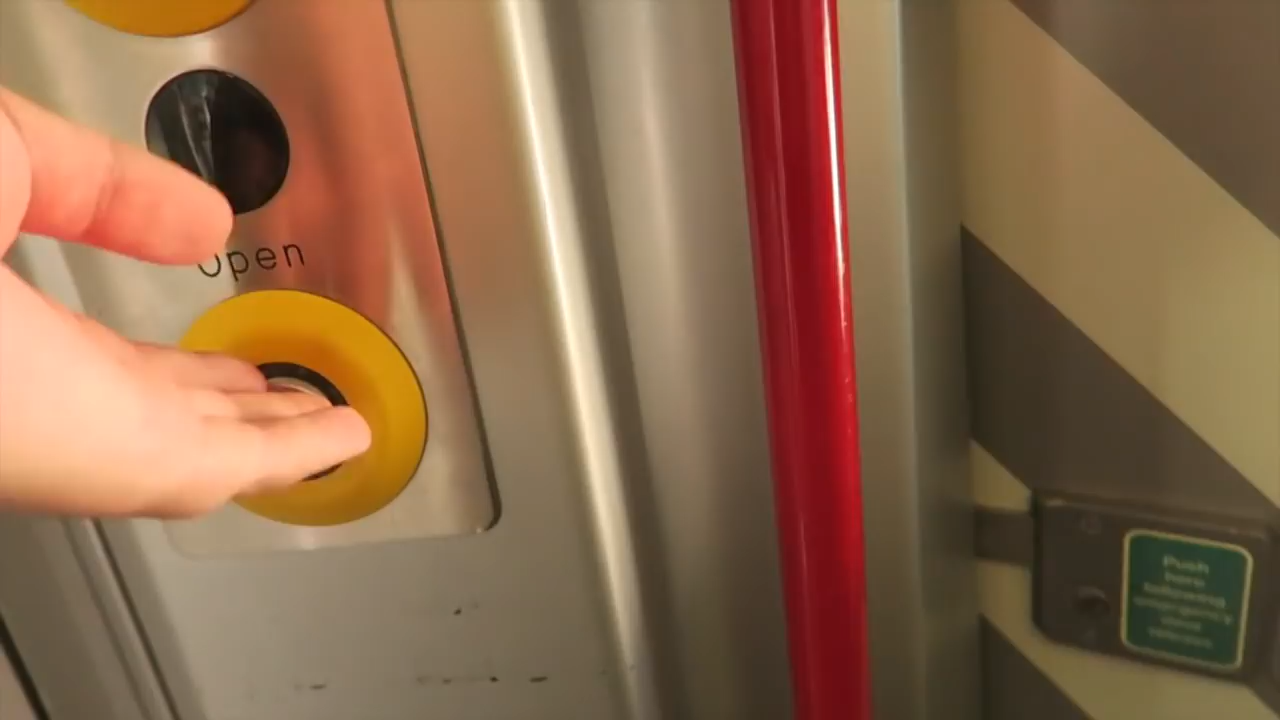 Open
Push
here
following
emergency
door
release